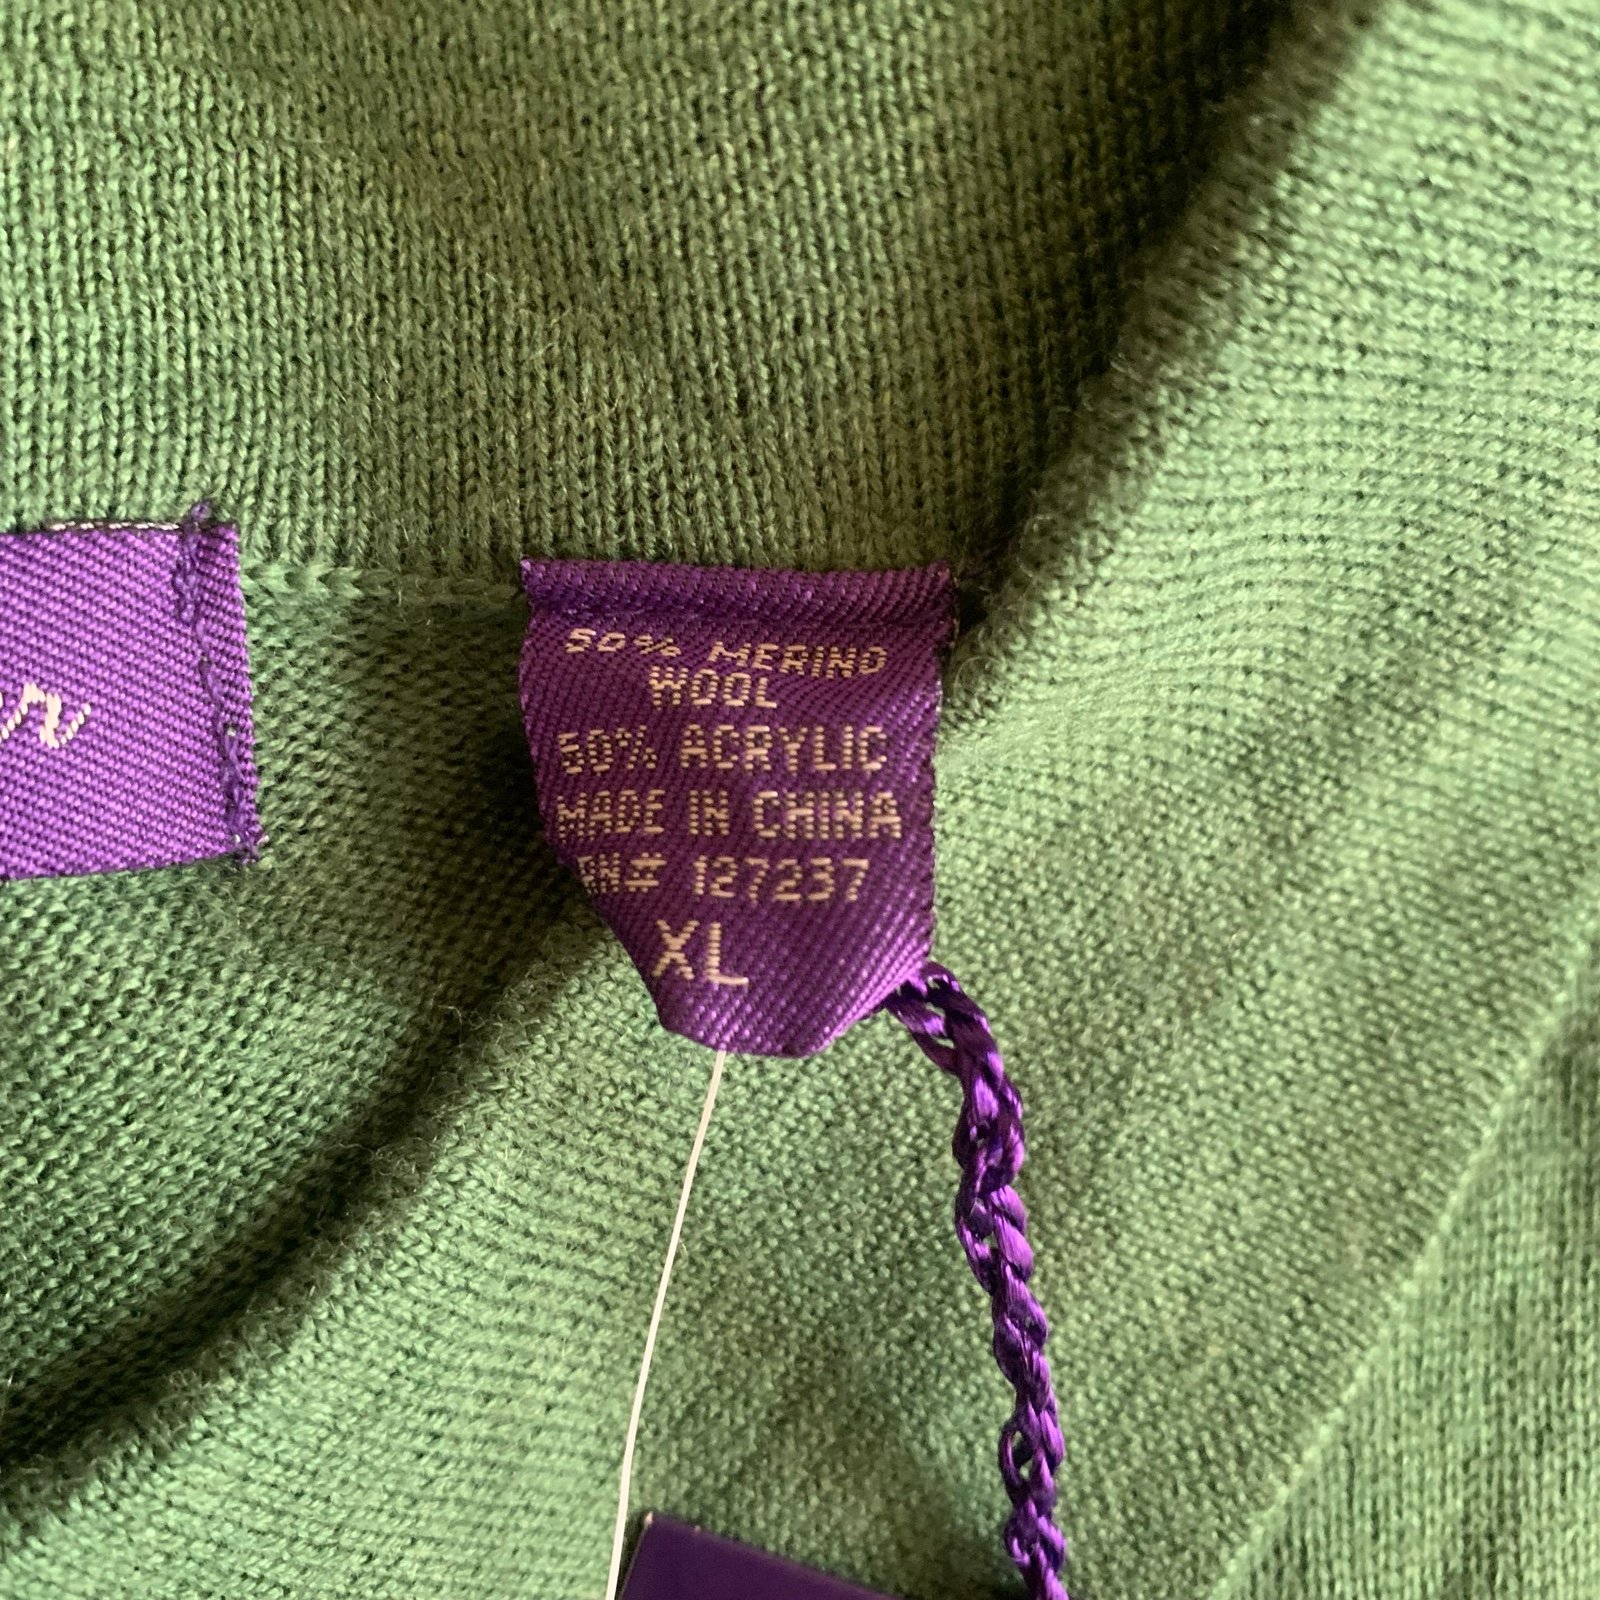 50% MERINO
WOOL
50% ACRYLIC
MADE IN CHINA
RN# 127237
XL